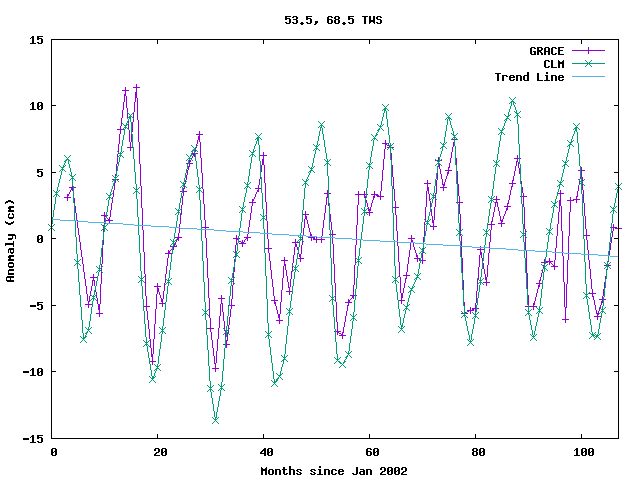 53.5, 68.5 TWS
15
GRACE
CLM
Trend Line
10
5
0
-5
-10
-15
Anomaly (cm)
0 20 40 60 80 100
Months since Jan 2002